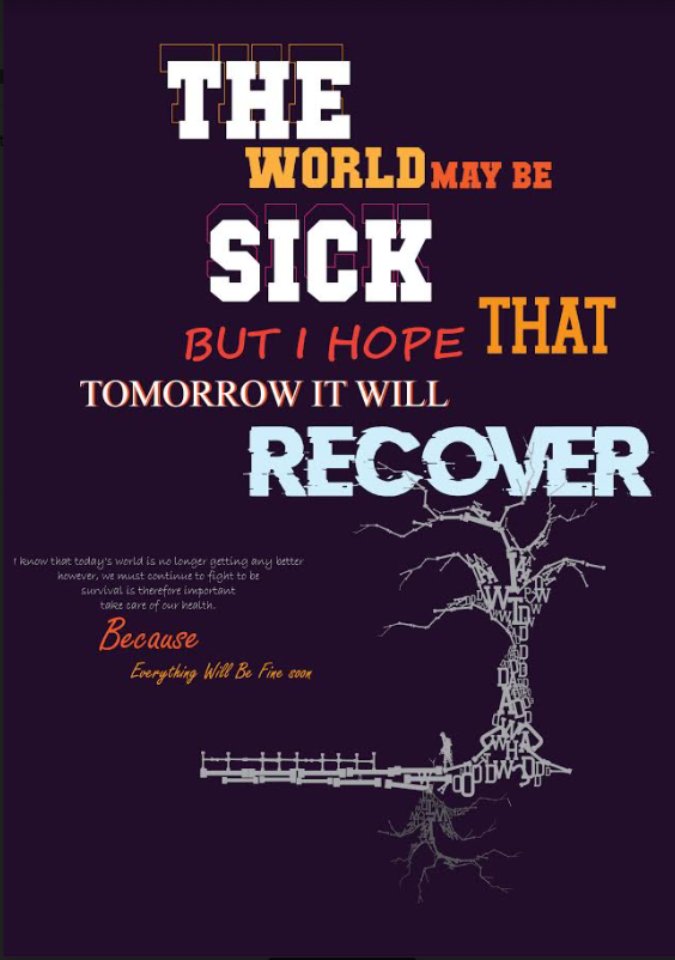 THE
WORLD MAY BE
SICK
BUT I HOPE THAT
TOMORROW IT WILL
RECOVER
I know that today's world is no longer getting any better
however, we must continue to fight to be
survival is therefore important
take care of our health.
Because
Everything Will Be Fine soon